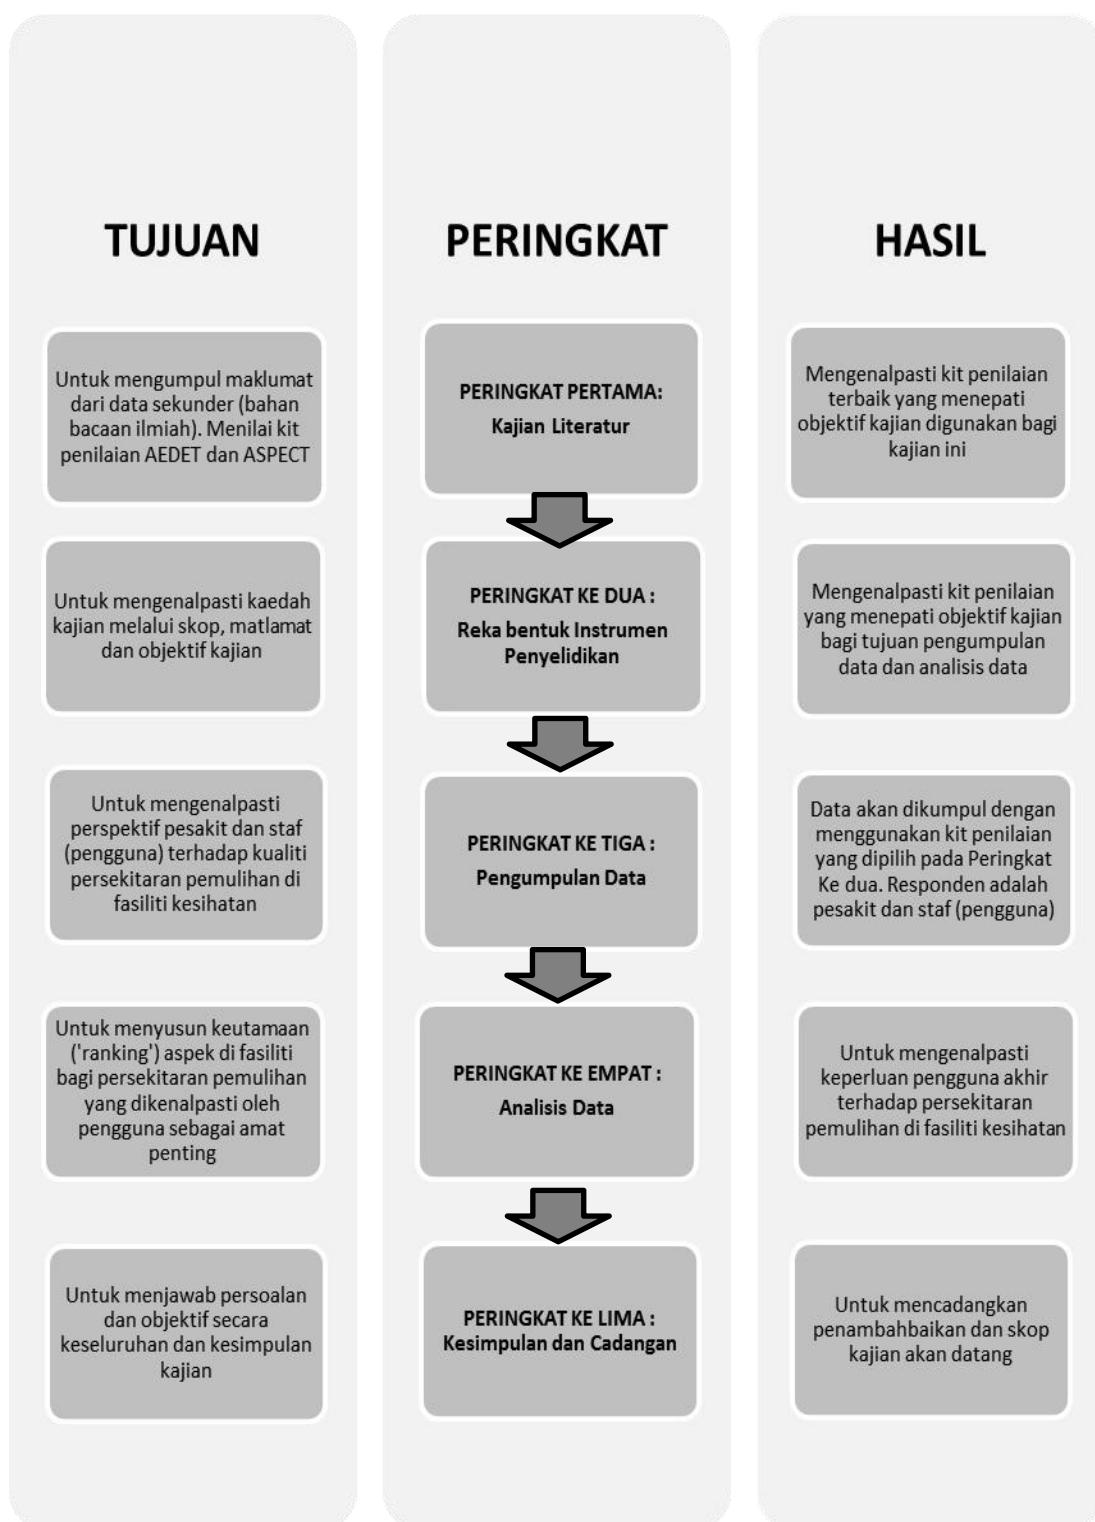 TUJUAN
Untuk mengumpul maklumat
dari data sekunder (bahan
bacaan ilmiah). Menilai kit
penilaian AEDET dan ASPECT
Untuk mengenalpasti kaedah
kajian melalui skop, matlamat
dan objektif kajian
Untuk mengenalpasti
perspektif pesakit dan staf
(pengguna) terhadap kualiti
persekitaran pemulihan di
fasiliti kesihatan
Untuk menyusun keutamaan
('ranking') aspek di fasiliti
bagi persekitaran pemulihan
yang dikenalpasti oleh
pengguna sebagai amat
penting
Untuk menjawab persoalan
dan objektif secara
keseluruhan dan kesimpulan
kajian
PERINGKAT
PERINGKAT PERTAMA:
Kajian Literatur
PERINGKAT KE DUA :
Reka bentuk Instrumen
Penyelidikan
PERINGKAT KE TIGA :
Pengumpulan Data
PERINGKAT KE EMPAT :
Analisis Data
PERINGKAT KE LIMA :
Kesimpulan dan Cadangan
HASIL
Mengenalpasti kit penilaian
terbaik yang menepati
objektif kajian digunakan bagi
kajian ini
Mengenalpasti kit penilaian
yang menepati objektif kajian
bagi tujuan pengumpulan
data dan analisis data
Data akan dikumpul dengan
menggunakan kit penilaian
yang dipilih pada Peringkat
Ke dua. Responden adalah
pesakit dan staf (pengguna)
Untuk mengenalpasti
keperluan pengguna akhir
terhadap persekitaran
pemulihan di fasiliti kesihatan
Untuk mencadangkan
penambahbaikan dan skop
kajian akan datang